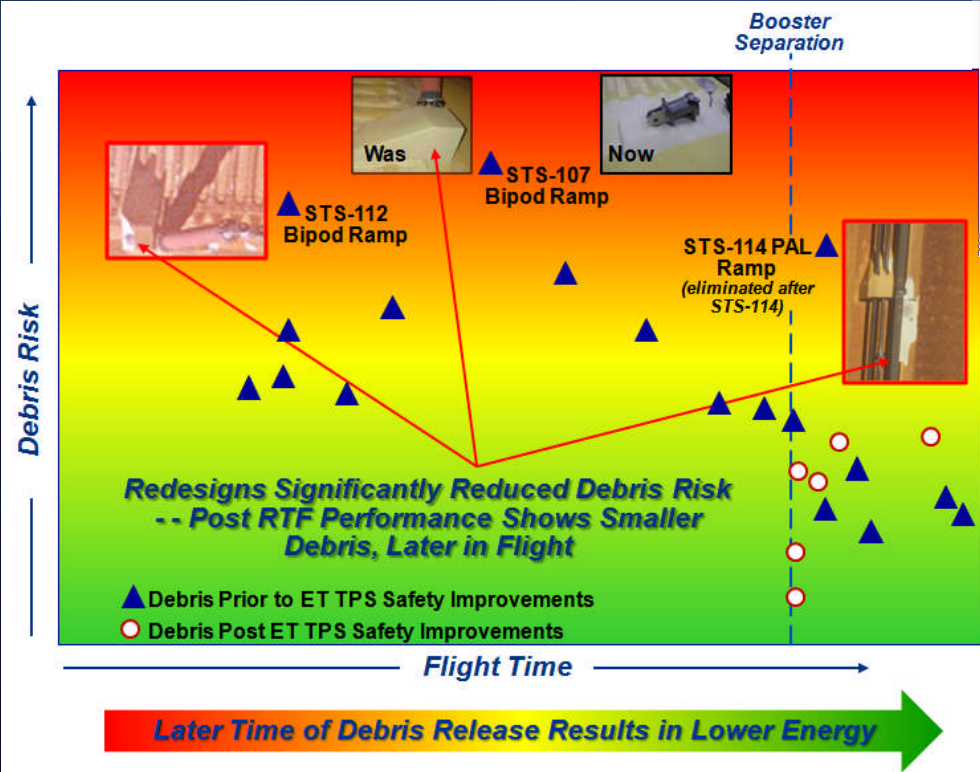 Booster
Separation
Was
Now
STS-107
Bipod Ramp
STS-112
Bipod Ramp
STS-114 PAL
Ramp
(eliminated after
STS-114)
Debris Risk
Redesigns Significantly Reduced Debris Risk
- - Post RTF Performance Shows Smaller
Debris, Later in Flight
Debris Prior to ET TPS Safety Improvements
Debris Post ET TPS Safety Improvements
Flight Time
Later Time of Debris Release Results in Lower Energy